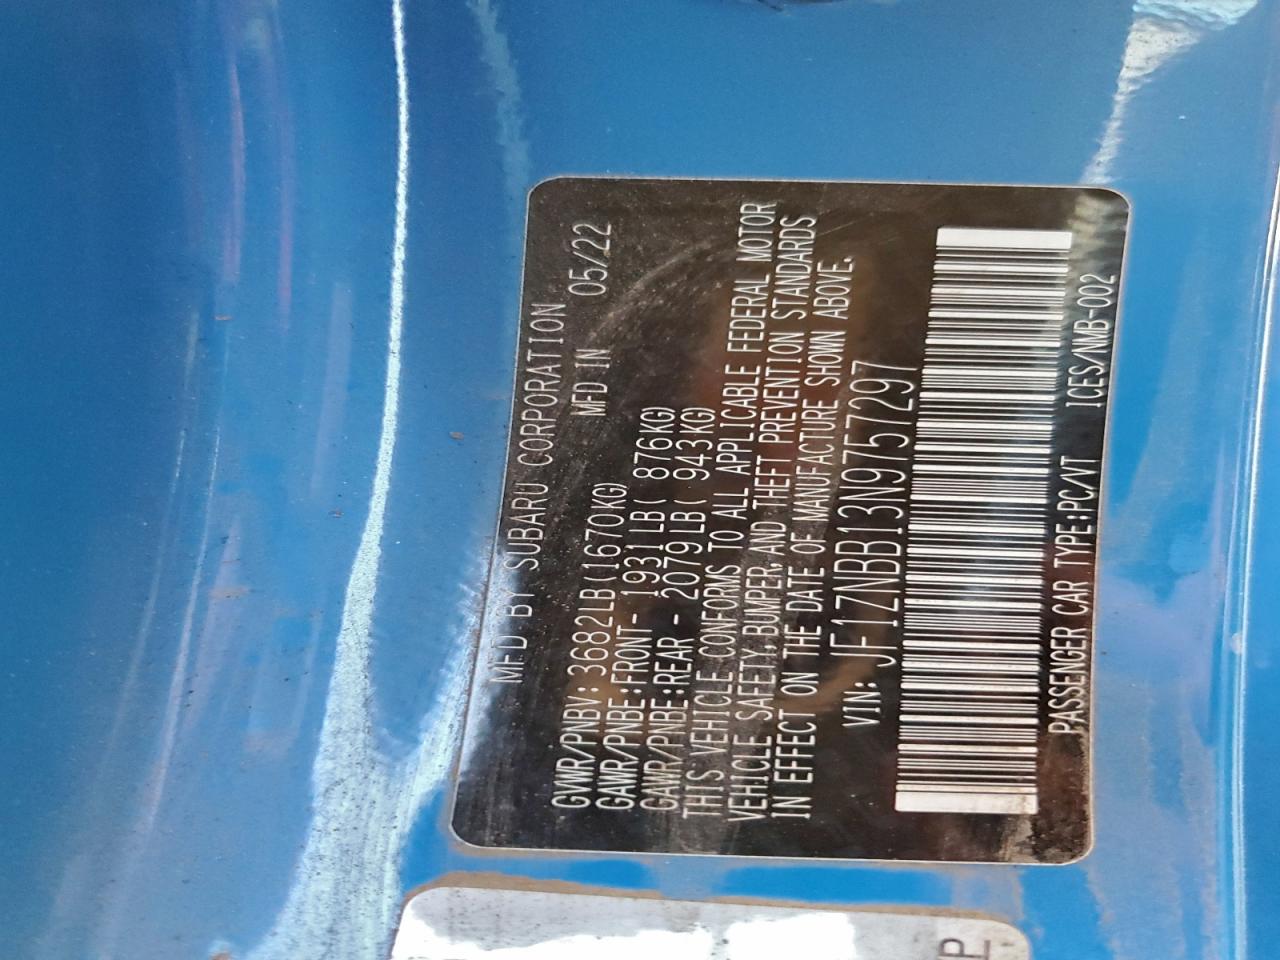 MFD BY SUBARU CORPORATION
MFD IN 05/22
GVWR/PNBV: 3682LB(1670KG)
GAWR/PNBE:FRONT- 1931LB( 876KG)
GAWR/PNBE:REAR - 2079LB( 943KG)
THIS VEHICLE CONFORMS TO ALL APPLICABLE FEDERAL MOTOR
VEHICLE SAFETY, BUMPER, AND THEFT PREVENTION STANDARDS
IN EFFECT ON THE DATE OF MANUFACTURE SHOWN ABOVE.
VIN: JF1ZNBB13N9757297
PASSENGER CAR TYPE:PC/VT ICES/NMB-002